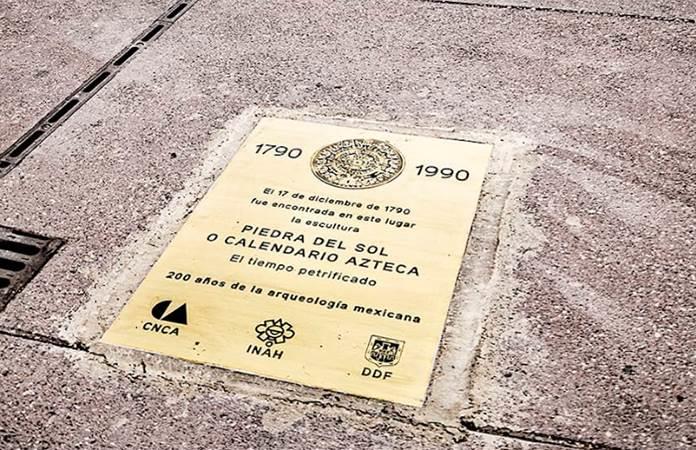 1790 1990
El 17 de diciembre de 1790
fue encontrada en este lugar
la escultura
PIEDRA DEL SOL
O CALENDARIO AZTECA
El tiempo petrificado
200 años de la arqueología mexicana
CNCA
INAH
DDF